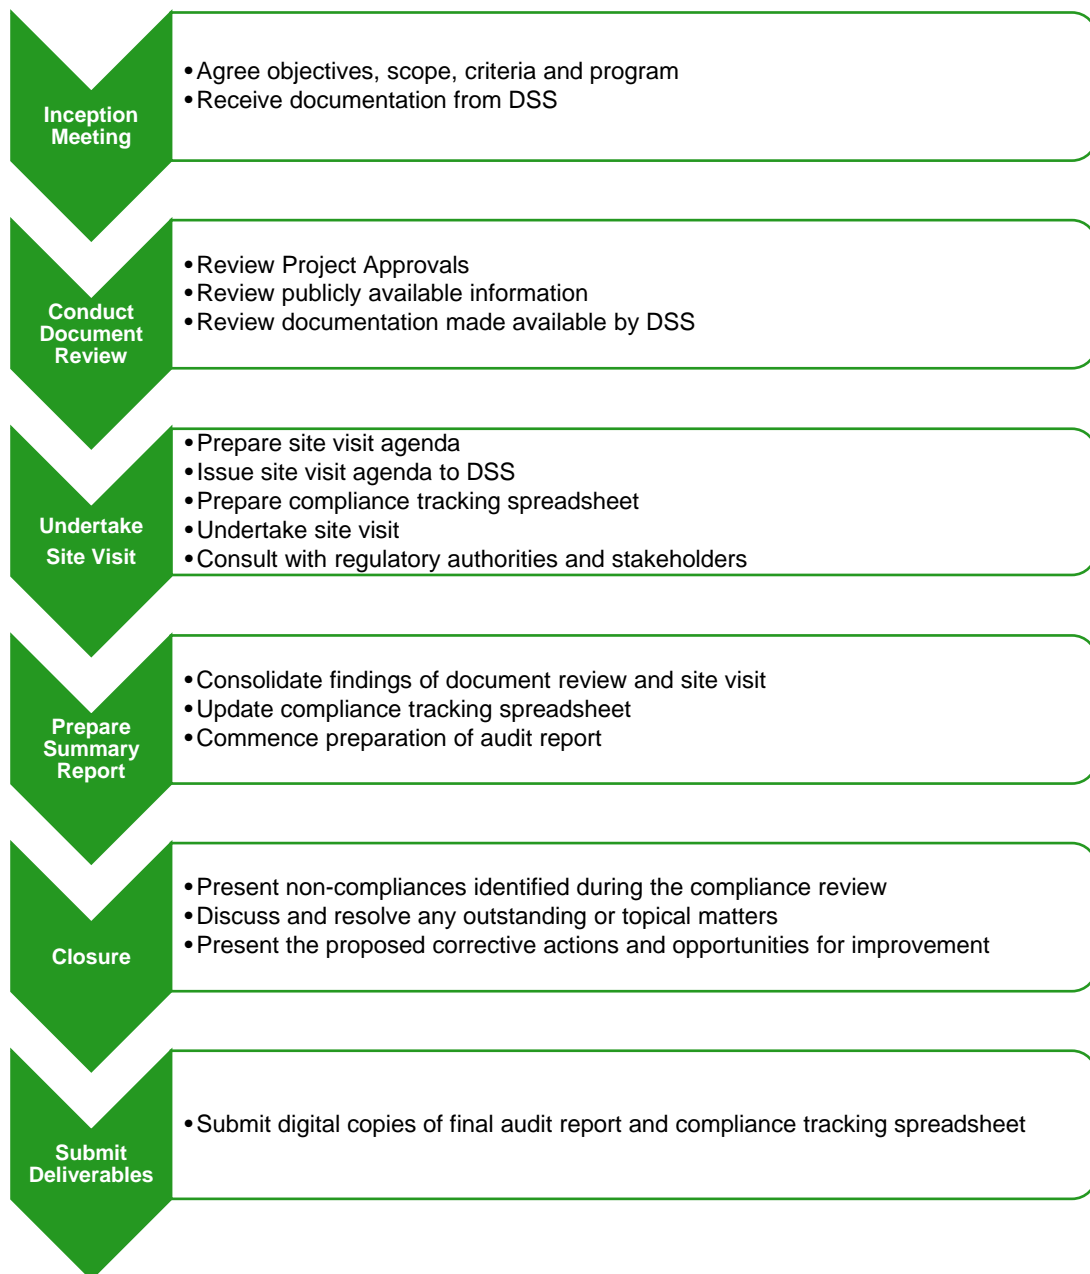 Inception
Meeting
•Agree objectives, scope, criteria and program
•Receive documentation from DSS
Conduct
Document
Review
•Review Project Approvals
•Review publicly available information
•Review documentation made available by DSS
Undertake
Site Visit
•Prepare site visit agenda
•Issue site visit agenda to DSS
•Prepare compliance tracking spreadsheet
•Undertake site visit
•Consult with regulatory authorities and stakeholders
Prepare
Summary
Report
•Consolidate findings of document review and site visit
•Update compliance tracking spreadsheet
•Commence preparation of audit report
Closure
•Present non-compliances identified during the compliance review
•Discuss and resolve any outstanding or topical matters
•Present the proposed corrective actions and opportunities for improvement
Submit
Deliverables
•Submit digital copies of final audit report and compliance tracking spreadsheet